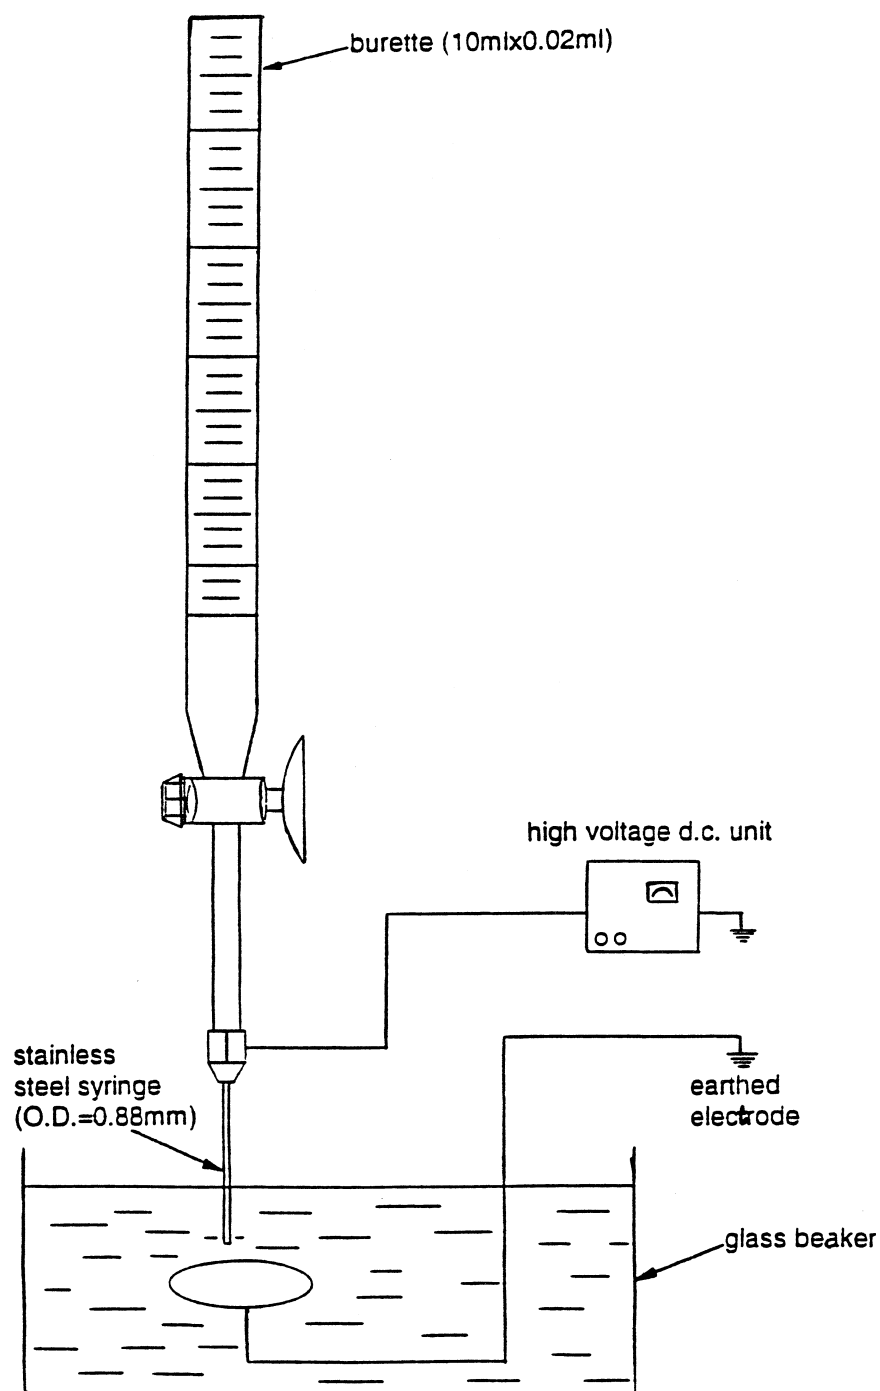 burette (10mlx0.02ml)
high voltage d.c. unit
stainless
steel syringe
(O.D.=0.88mm)
earthed
electrode
glass beaker